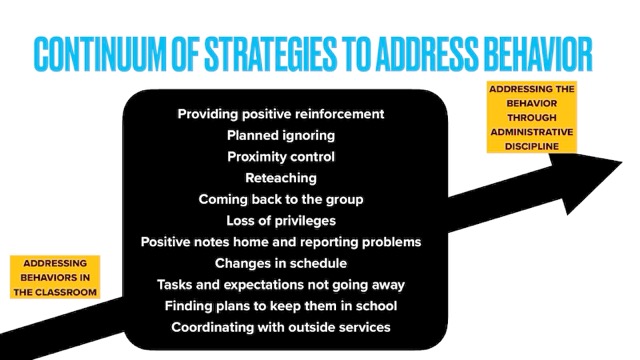 CONTINUUM OF STRATEGIES TO ADDRESS BEHAVIOR
ADDRESSING THE
BEHAVIOR
THROUGH
ADMINISTRATIVE
DISCIPLINE
Providing positive reinforcement
Planned ignoring
Proximity control
Reteaching
Coming back to the group
Loss of privileges
Positive notes home and reporting problems
Changes in schedule
Tasks and expectations not going away
Finding plans to keep them in school
Coordinating with outside services
ADDRESSING
BEHAVIORS IN
THE CLASSROOM